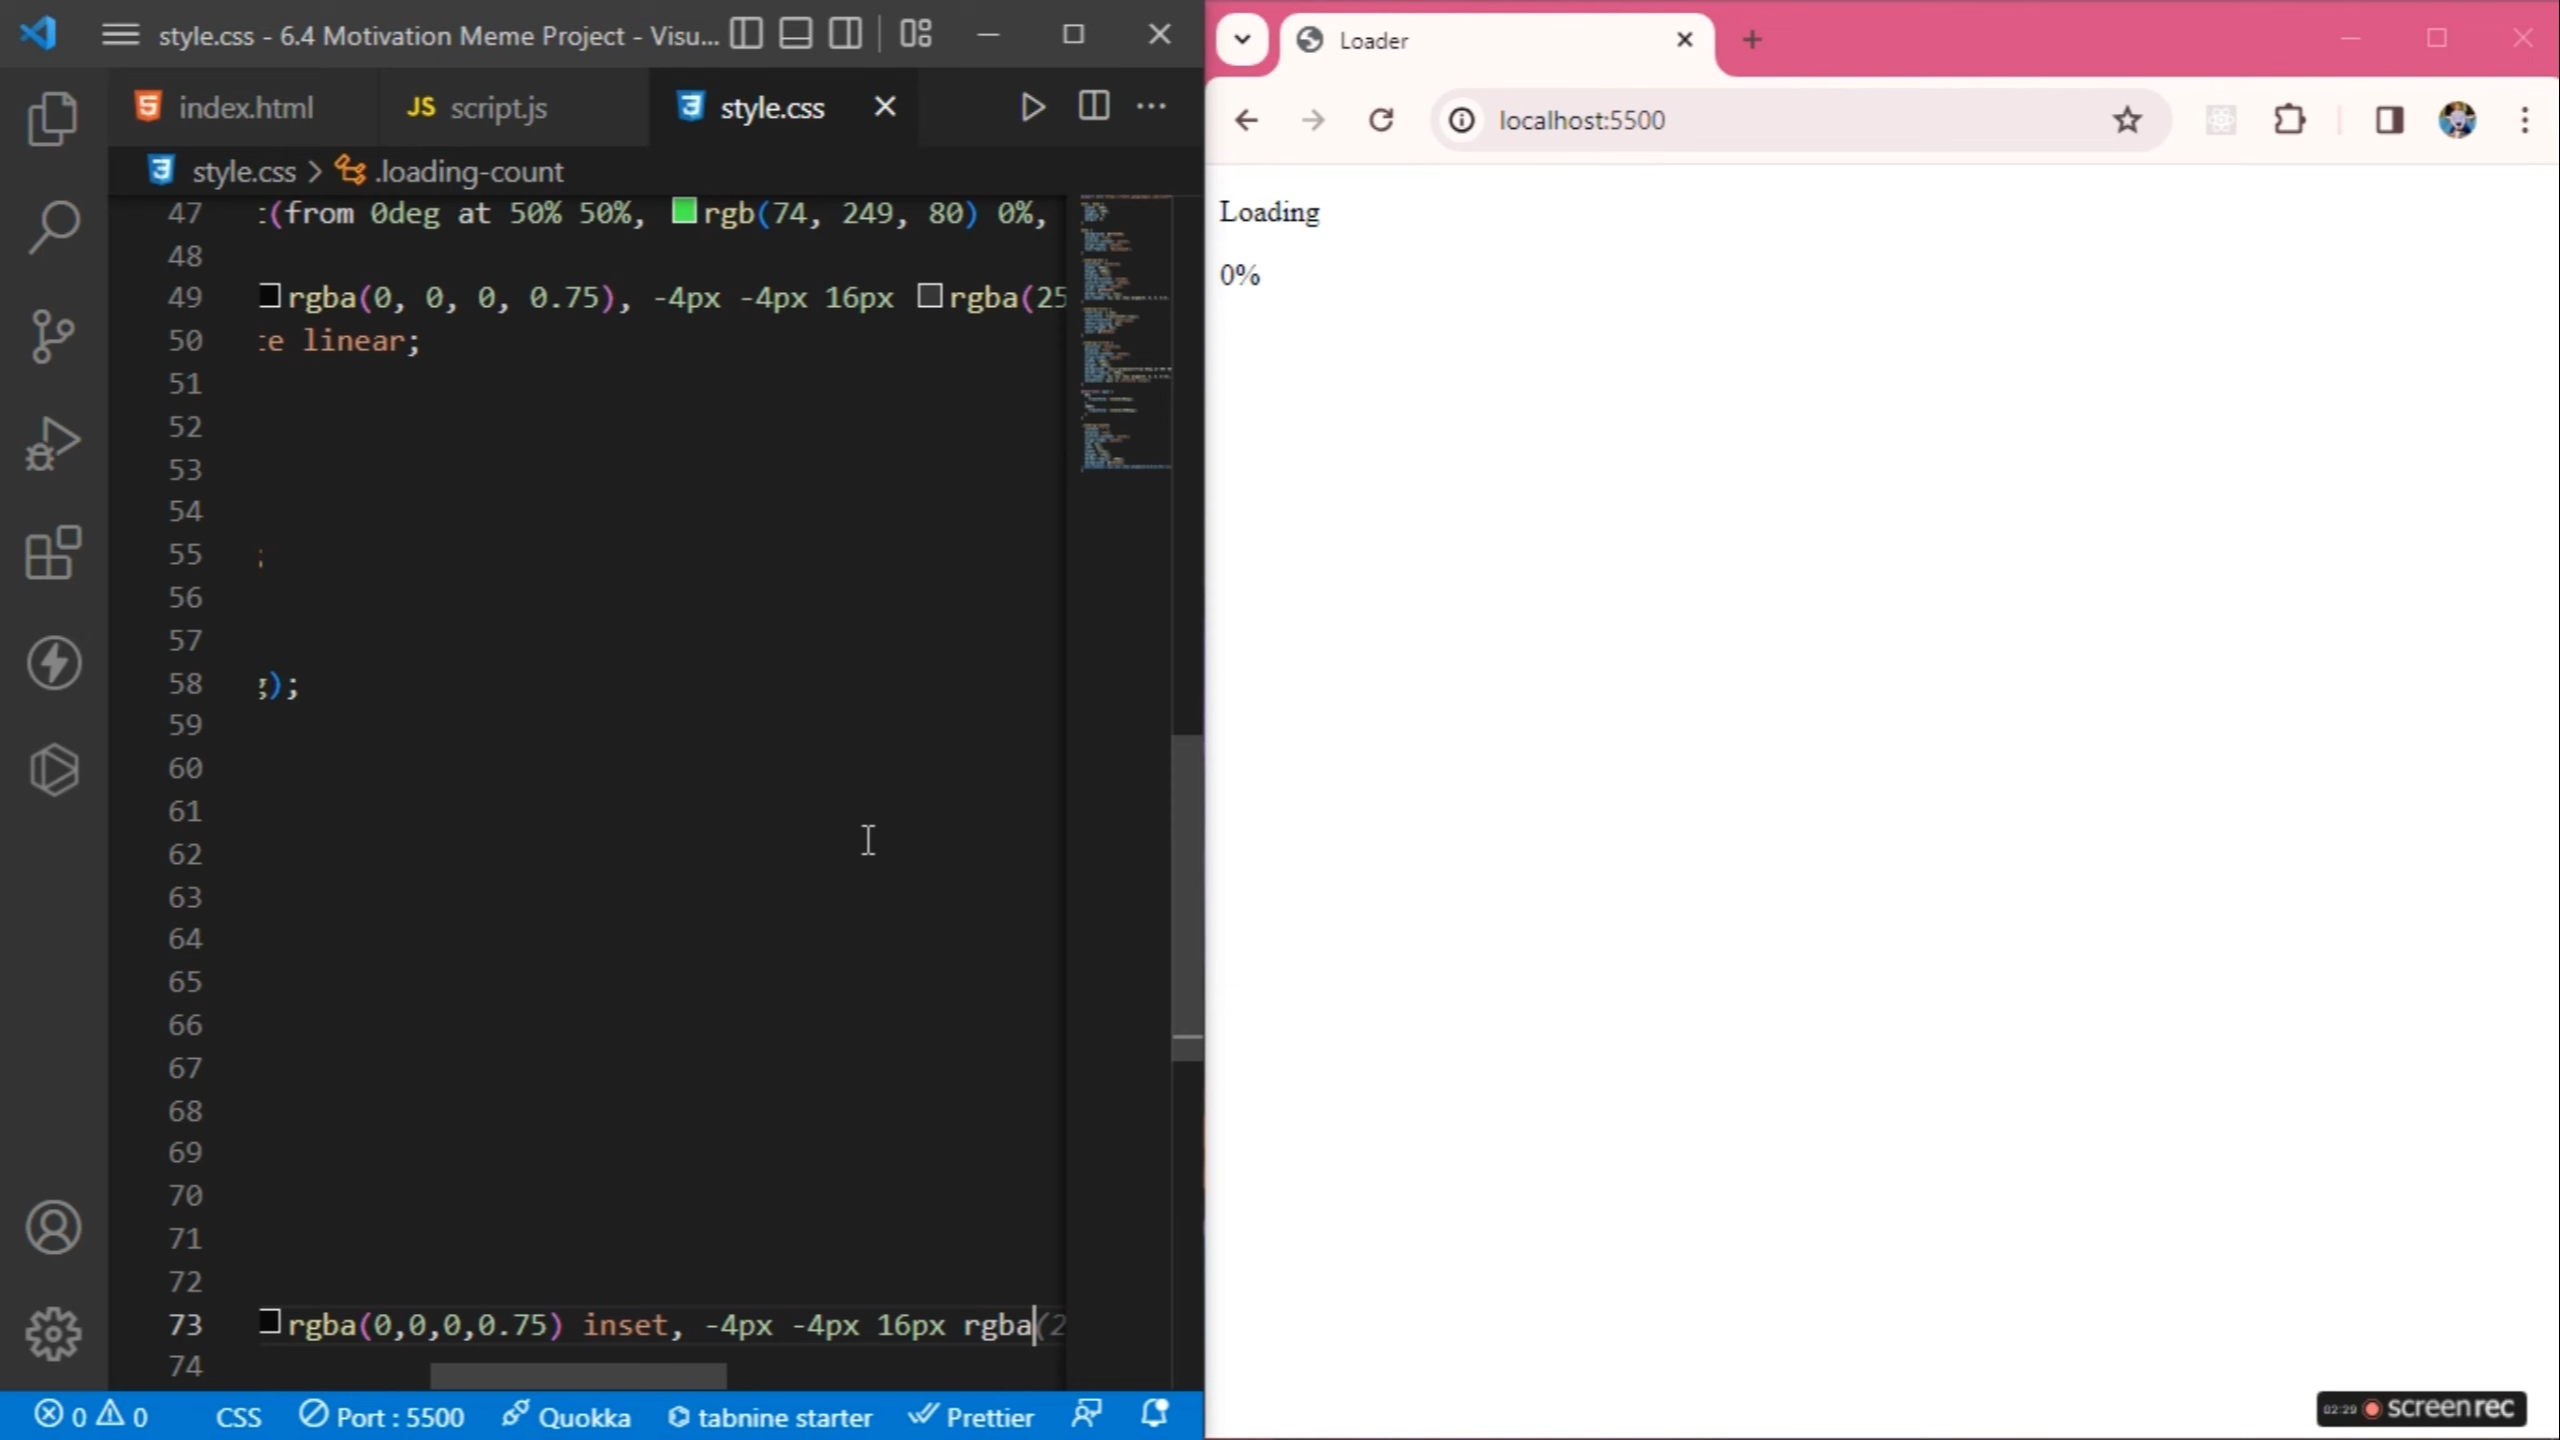 style.css - 6.4 Motivation Meme Project - Visu...
index.html
JS script.js
style.css
style.css > .loading-count
47 :(from 0deg at 50% 50%, rgb(74, 249, 80) 0%,
48
49 rgba(0, 0, 0, 0.75), -4px -4px 16px rgba(25
50 :e linear;
51
52
53
54
55 ;
56
57
58 );
59
60
61
62
63
64
65
66
67
68
69
70
71
72
73 rgba(0,0,0,0.75) inset, -4px -4px 16px rgba(2
74
0 0 CSS Port : 5500 Quokka tabnine starter Prettier
Loader
localhost:5500
Loading
0%
02:29 screenrec